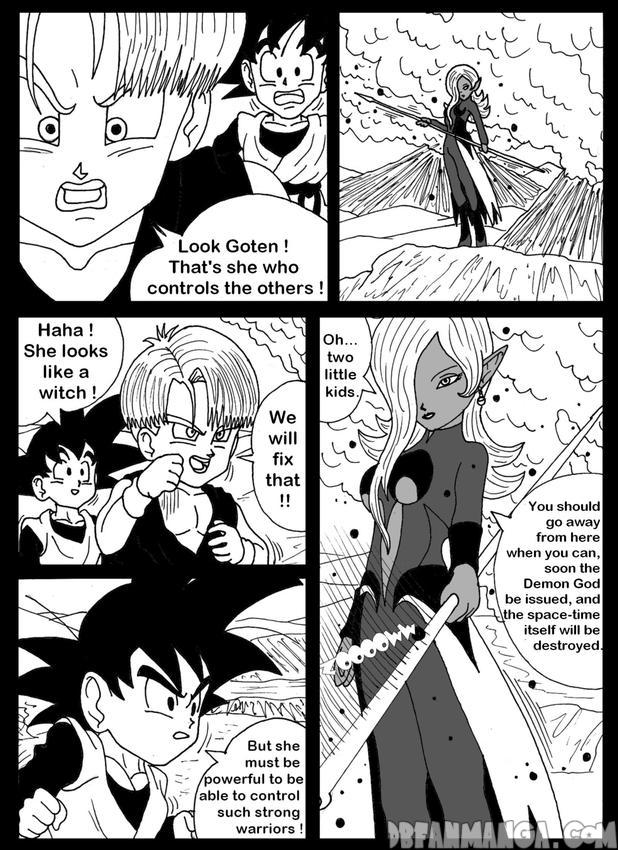 Look Goten !
That's she who
controls the others !
Haha !
She looks
like a
witch !
We
will
fix
that
!!
Oh...
two
little
kids.
You should
go away
from here
when you can,
soon the
Demon God
be issued, and
the space-time
itself will be
destroyed.
But she
must be
powerful to be
able to control
such strong
warriors !
DBFANMANGA.COM